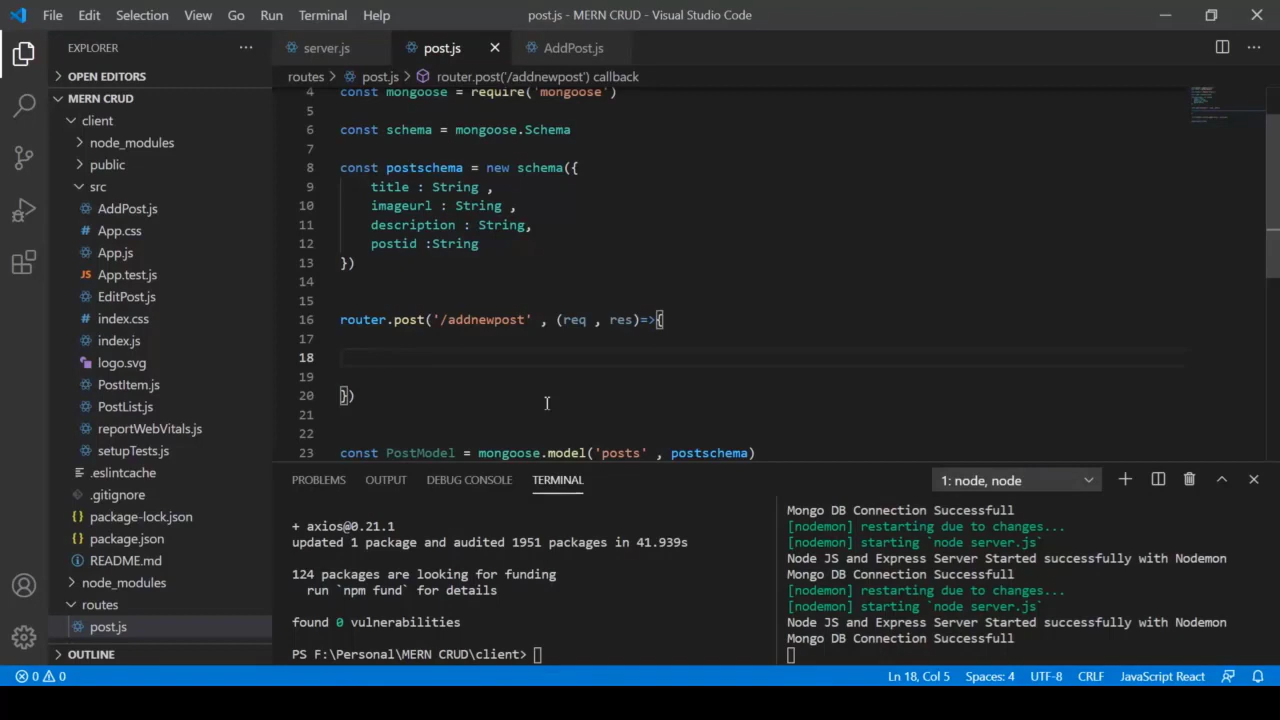 File Edit Selection View Go Run Terminal Help post.js - MERN CRUD - Visual Studio Code
EXPLORER ···
OPEN EDITORS
MERN CRUD
client
node_modules
public
src
AddPost.js
App.css
App.js
JS App.test.js
EditPost.js
# index.css
index.js
logo.svg
PostItem.js
PostList.js
reportWebVitals.js
setupTests.js
.eslintcache
.gitignore
{} package-lock.json
{} package.json
README.md
node_modules
routes
post.js
OUTLINE
server.js post.js AddPost.js
routes > post.js > router.post('/addnewpost') callback
4 const mongoose = require('mongoose')
5
6 const schema = mongoose.Schema
7
8 const postschema = new schema({
9 title : String ,
10 imageurl : String ,
11 description : String,
12 postid :String
13 })
14
15
16 router.post('/addnewpost' , (req , res)=>{
17
18
19
20 })
21
22
23 const PostModel = mongoose.model('posts' , postschema)
PROBLEMS OUTPUT DEBUG CONSOLE TERMINAL 1: node, node
+ axios@0.21.1
updated 1 package and audited 1951 packages in 41.939s
124 packages are looking for funding
run `npm fund` for details
found 0 vulnerabilities
PS F:\Personal\MERN CRUD\client>
Mongo DB Connection Successfull
[nodemon] restarting due to changes...
[nodemon] starting `node server.js`
Node JS and Express Server Started successfully with Nodemon
Mongo DB Connection Successfull
[nodemon] restarting due to changes...
[nodemon] starting `node server.js`
Node JS and Express Server Started successfully with Nodemon
Mongo DB Connection Successfull
0 0 Ln 18, Col 5 Spaces: 4 UTF-8 CRLF JavaScript React